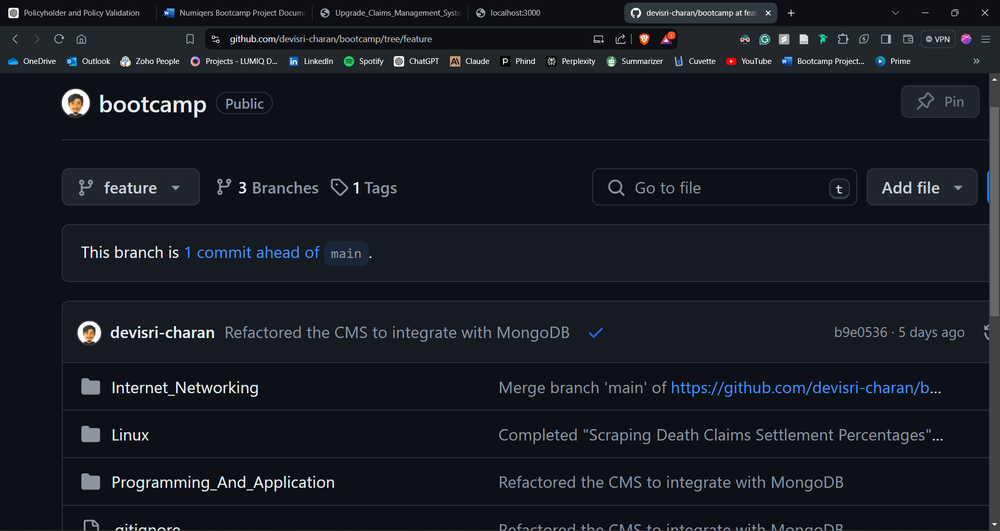 Policyholder and Policy Validation
Numiqers Bootcamp Project Docum
Upgrade_Claims_Management_Syste
localhost:3000
devisri-charan/bootcamp at fea
github.com/devisri-charan/bootcamp/tree/feature
1
VPN
OneDrive
Outlook
Zoho People
Projects - LUMIQ D...
LinkedIn
Spotify
ChatGPT
Claude
Phind
Perplexity
Summarizer
Cuvette
YouTube
Bootcamp Project...
Prime
bootcamp
Public
Pin
feature
3 Branches
1 Tags
Go to file
t
Add file
This branch is 1 commit ahead of main .
devisri-charan Refactored the CMS to integrate with MongoDB
b9e0536 · 5 days ago
Internet_Networking
Merge branch 'main' of https://github.com/devisri-charan/b...
Linux
Completed "Scraping Death Claims Settlement Percentages"...
Programming_And_Application
Refactored the CMS to integrate with MongoDB
.gitignore
Refactored the CMS to integrate with MongoDB